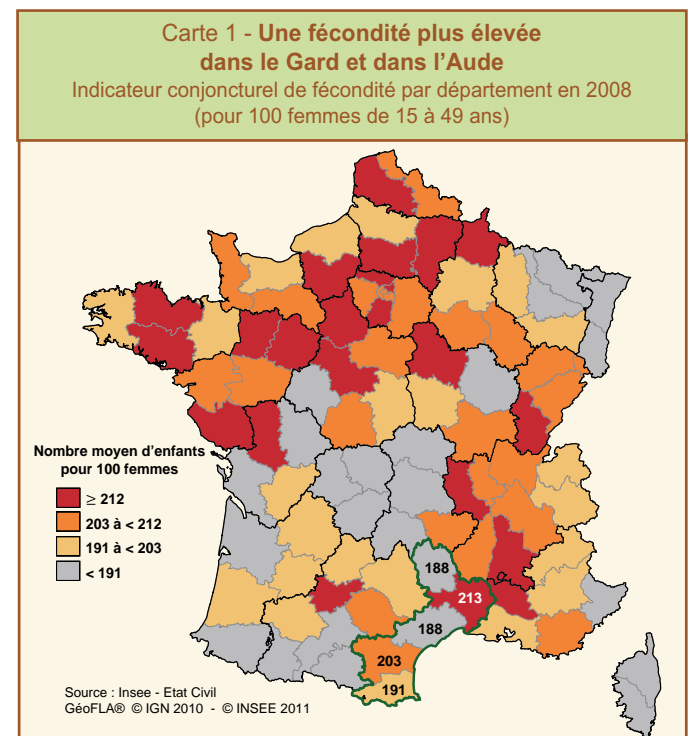 Carte 1 - Une fécondité plus élevée
dans le Gard et dans l'Aude
Indicateur conjoncturel de fécondité par département en 2008
(pour 100 femmes de 15 à 49 ans)
Nombre moyen d'enfants
pour 100 femmes
≥ 212
203 à < 212
191 à < 203
< 191
188
213
188
203
191
Source : Insee - Etat Civil
GéoFLA® © IGN 2010 - © INSEE 2011